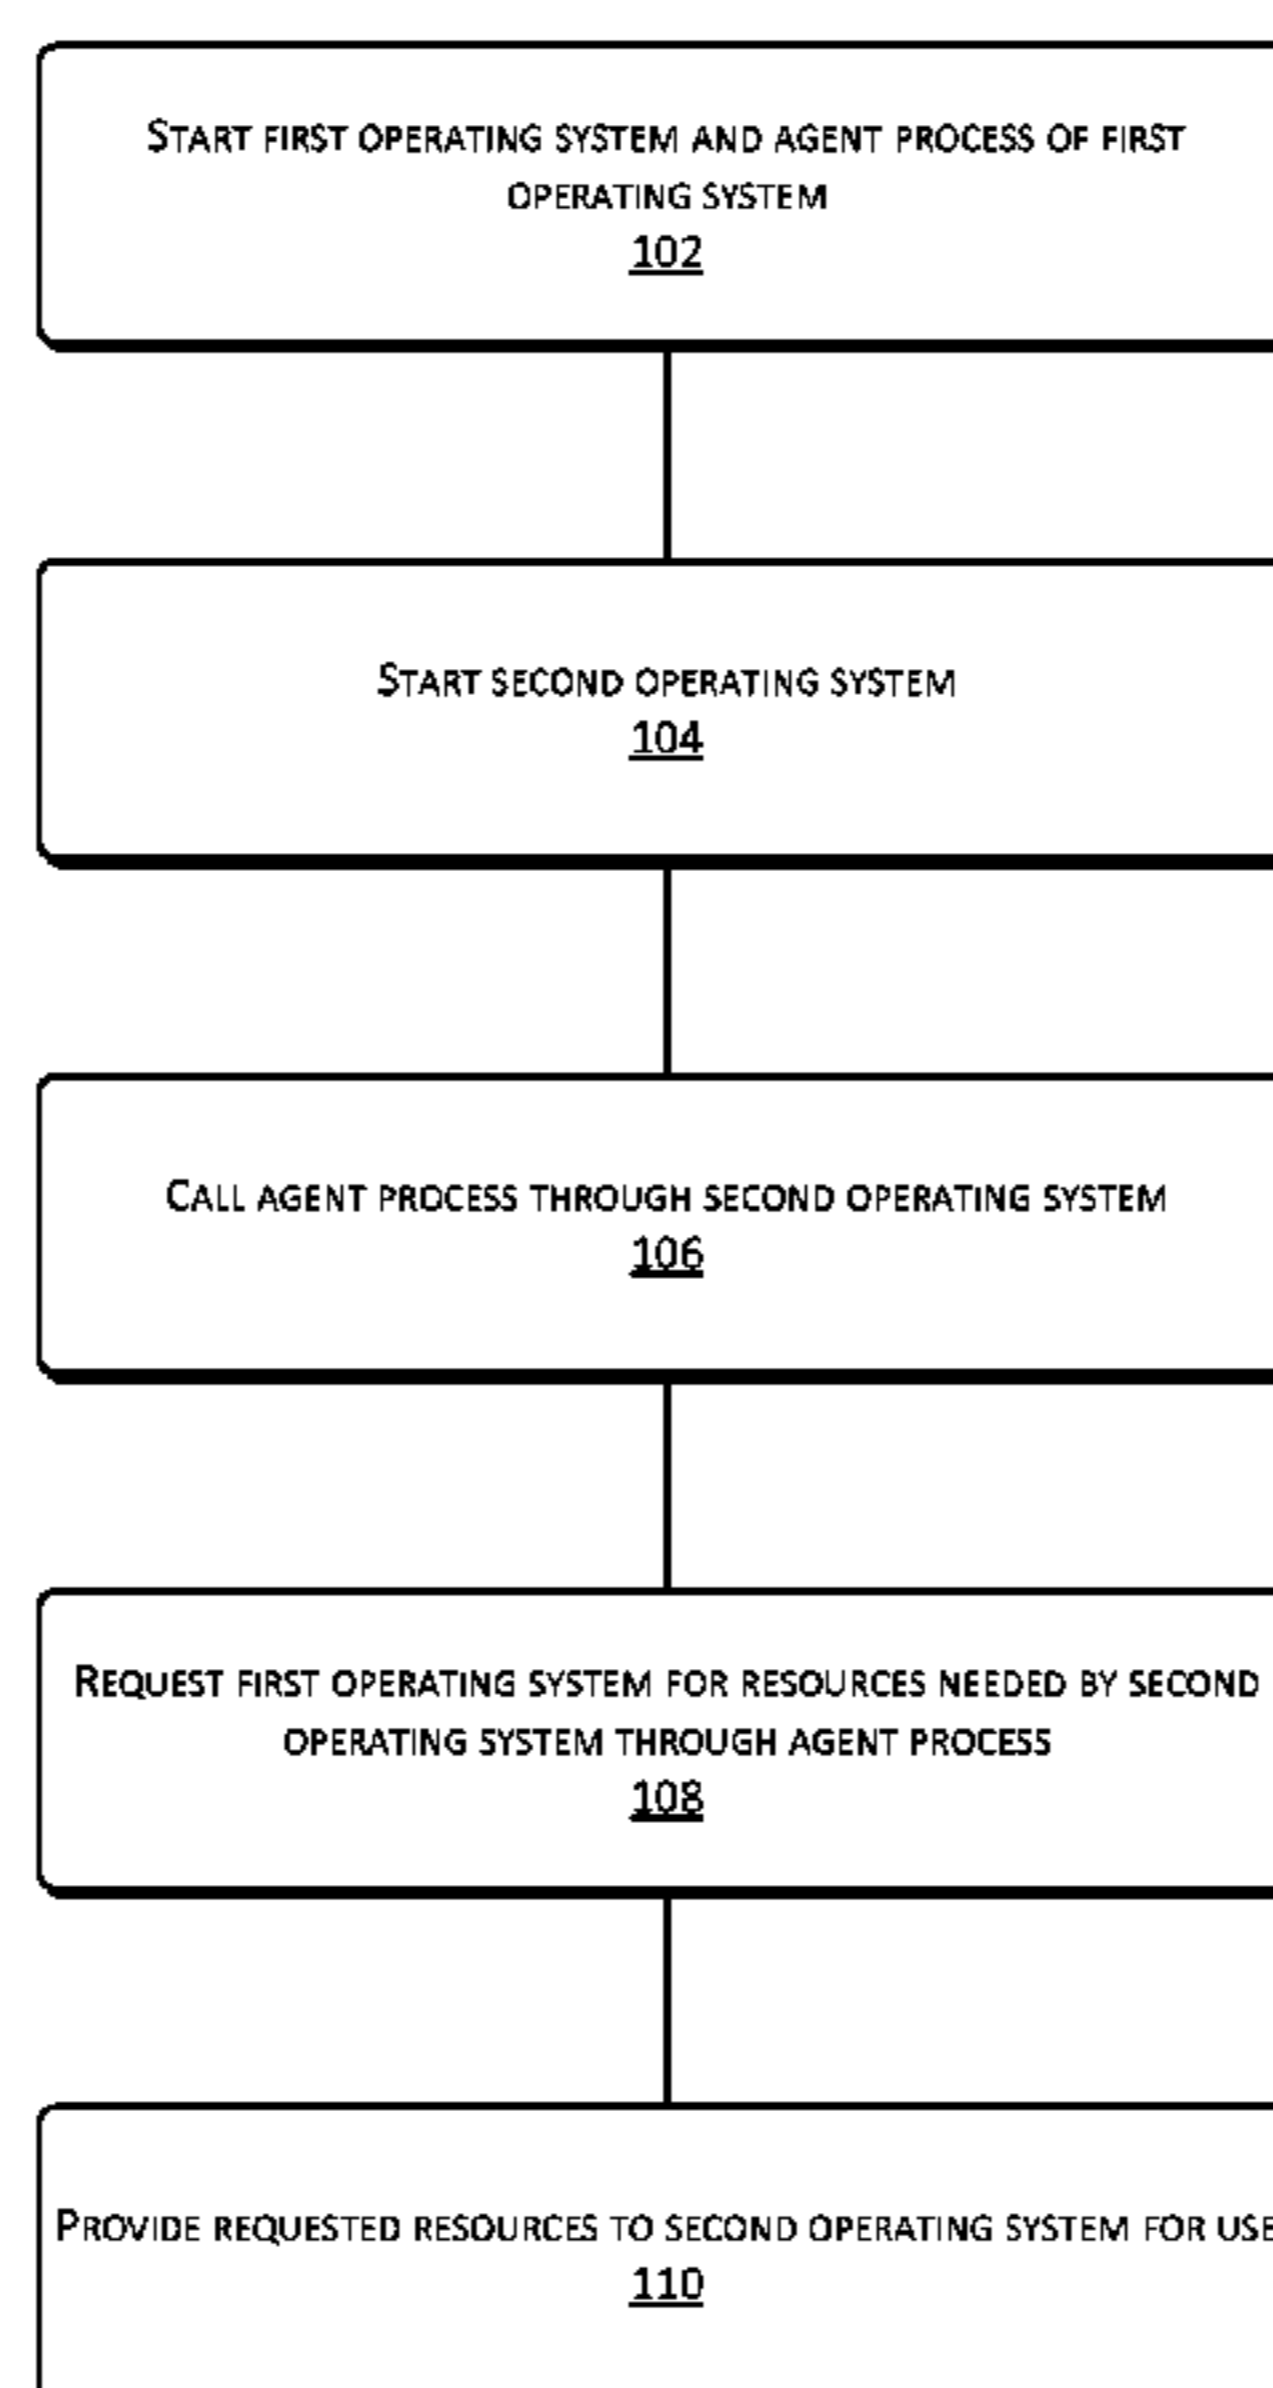 START FIRST OPERATING SYSTEM AND AGENT PROCESS OF FIRST
OPERATING SYSTEM
102
START SECOND OPERATING SYSTEM
104
CALL AGENT PROCESS THROUGH SECOND OPERATING SYSTEM
106
REQUEST FIRST OPERATING SYSTEM FOR RESOURCES NEEDED BY SECOND
OPERATING SYSTEM THROUGH AGENT PROCESS
108
PROVIDE REQUESTED RESOURCES TO SECOND OPERATING SYSTEM FOR USE
110